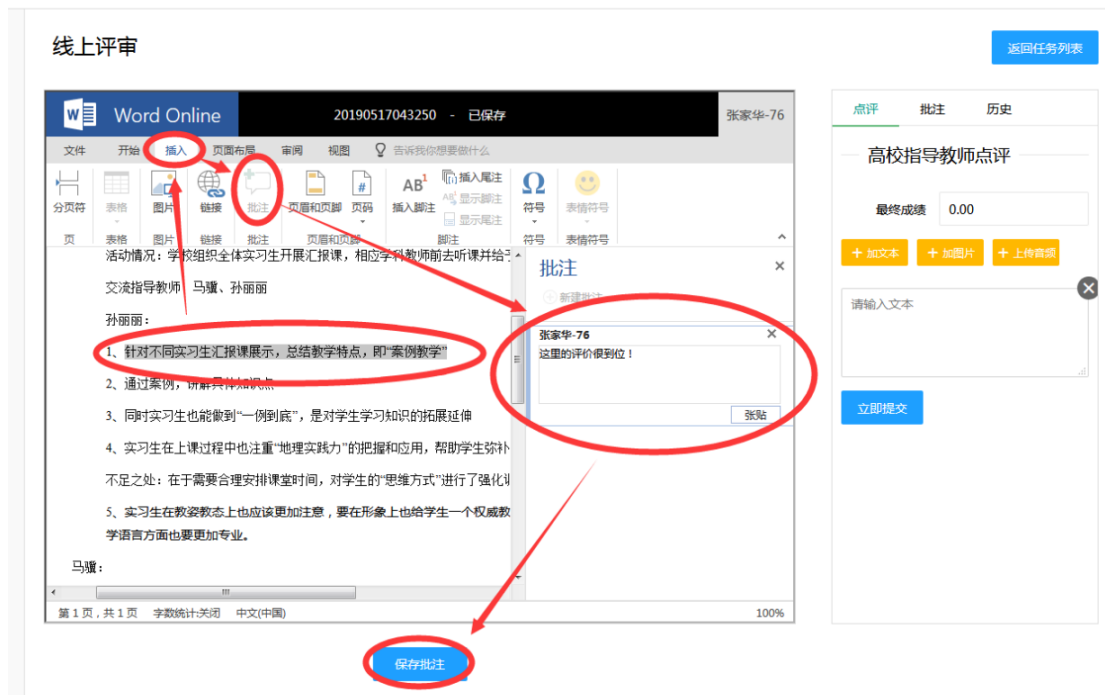 线上评审
返回任务列表
Word Online
20190517043250 - 已保存
张家华-76
文件 开始 插入 页面布局 审阅 视图 告诉我你想要做什么
分页符 表格 图片 链接 批注 页眉和页脚 页码 插入脚注 插入尾注 显示脚注 显示尾注 符号 表情符号
页 表格 图片 链接 批注 页眉和页脚 脚注 符号 表情符号
活动情况：学校组织全体实习生开展汇报课，相应学科教师前去听课并给予
交流指导教师 马骥、孙丽丽
孙丽丽：
1、针对不同实习生汇报课展示，总结教学特点，即“案例教学”
2、通过案例，讲解具体知识点
3、同时实习生也能做到“一例到底”，是对学生学习知识的拓展延伸
4、实习生在上课过程中也注重“地理实践力”的把握和应用，帮助学生弥补
不足之处：在于需要合理安排课堂时间，对学生的“思维方式”进行了强化
5、实习生在教姿教态上也应该更加注意，要在形象上也给学生一个权威教
学语言方面也要更加专业。
马骥：
批注
新建批注
张家华-76
这里的评价很到位！
张贴
第 1 页，共 1 页 字数统计:关闭 中文(中国) 100%
保存批注
点评 批注 历史
高校指导教师点评
最终成绩 0.00
+ 加文本 + 加图片 + 上传音频
请输入文本
立即提交